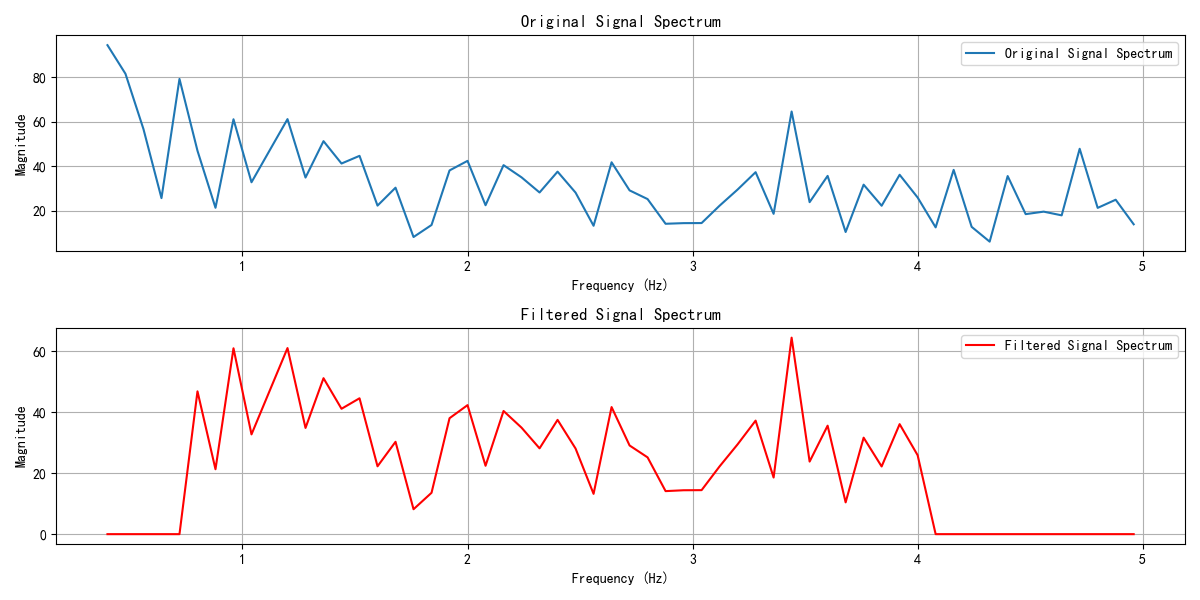 Original Signal Spectrum
Original Signal Spectrum
Magnitude
80
60
40
20
1 2 3 4 5
Frequency (Hz)
Filtered Signal Spectrum
Filtered Signal Spectrum
Magnitude
60
40
20
0
1 2 3 4 5
Frequency (Hz)